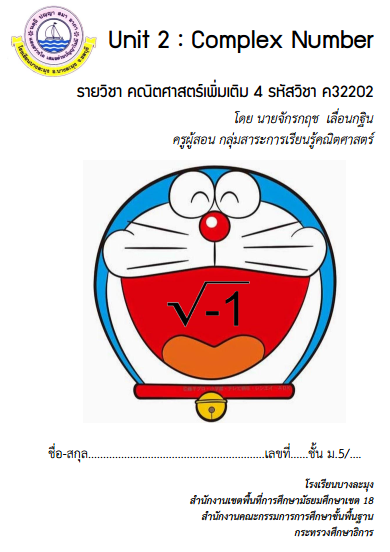 Unit 2 : Complex Number
รายวิชา คณิตศาสตร์เพิ่มเติม 4 รหัสวิชา ค32202
โดย นายจักรกฤช เลื่อนกฐิน
ครูผู้สอน กลุ่มสาระการเรียนรู้คณิตศาสตร์
√-1
ชื่อ-สกุล............................................................เลขที่......ชั้น ม.5/....
โรงเรียนบางละมุง
สำนักงานเขตพื้นที่การศึกษามัธยมศึกษาเขต 18
สำนักงานคณะกรรมการการศึกษาขั้นพื้นฐาน
กระทรวงศึกษาธิการ